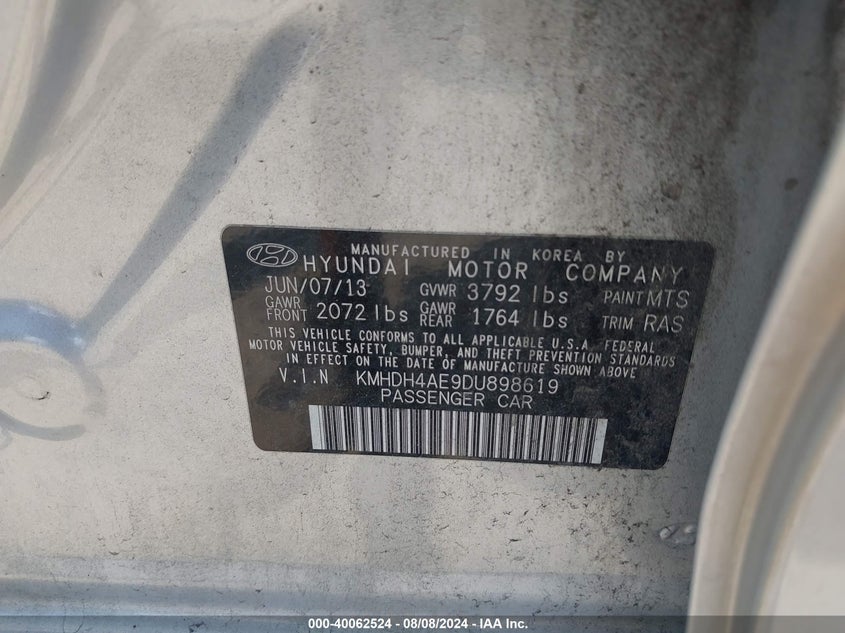 MANUFACTURED IN KOREA BY
HYUNDAI MOTOR COMPANY
JUN/07/13 GVWR 3792 lbs PAINT MTS
GAWR FRONT 2072 lbs GAWR REAR 1764 lbs TRIM RAS
THIS VEHICLE CONFORMS TO ALL APPLICABLE U.S.A FEDERAL
MOTOR VEHICLE SAFETY, BUMPER, AND THEFT PREVENTION STANDARDS
IN EFFECT ON THE DATE OF MANUFACTURE SHOWN ABOVE.
V.I.N KMHDH4AE9DU898619
PASSENGER CAR
000-40062524 - 08/08/2024 - IAA Inc.